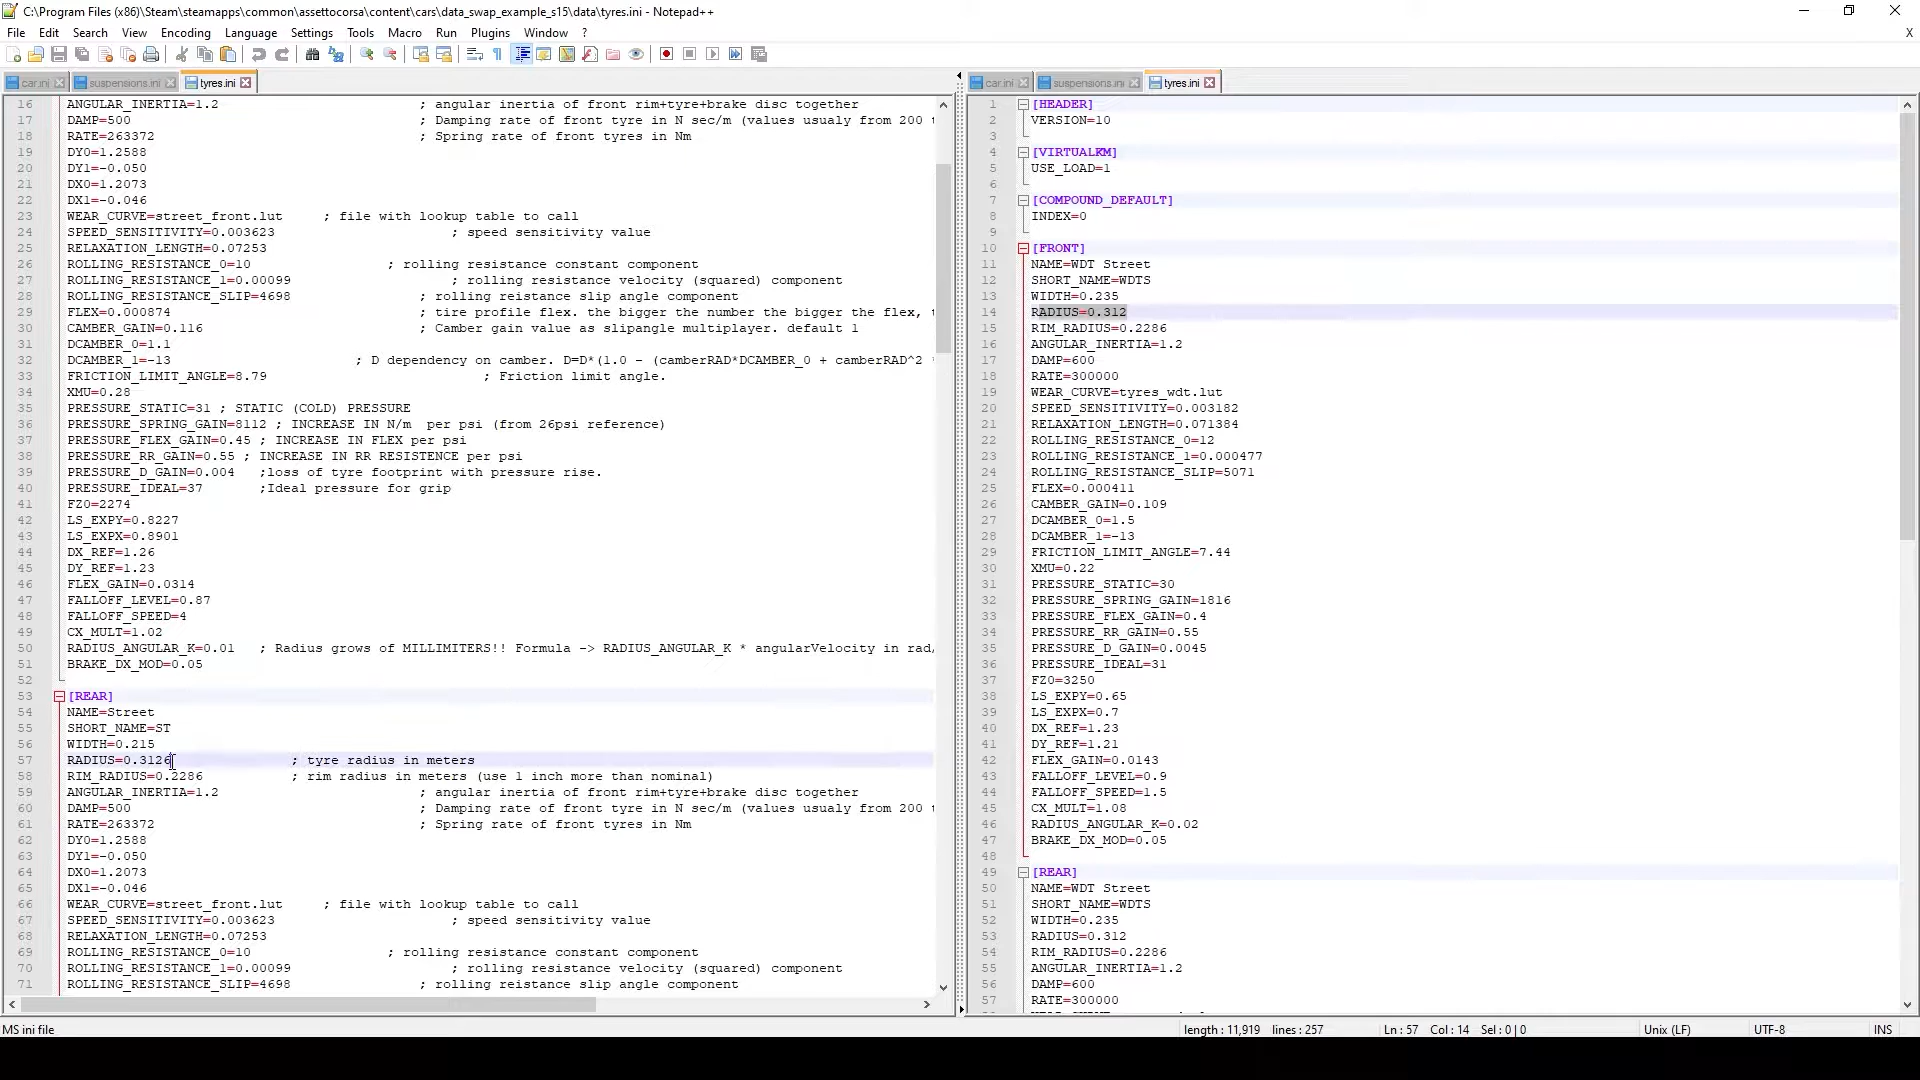 C:\Program Files (x86)\Steam\steamapps\common\assettocorsa\content\cars\data_swap_example_s15\data\tyres.ini - Notepad++
File Edit Search View Encoding Language Settings Tools Macro Run Plugins Window ? X
car.ini suspensions.ini tyres.ini
16 ANGULAR_INERTIA=1.2 ; angular inertia of front rim+tyre+brake disc together
17 DAMP=500 ; Damping rate of front tyre in N sec/m (values usualy from 200 t
18 RATE=263372 ; Spring rate of front tyres in Nm
19 DY0=1.2588
20 DY1=-0.050
21 DX0=1.2073
22 DX1=-0.046
23 WEAR_CURVE=street_front.lut ; file with lookup table to call
24 SPEED_SENSITIVITY=0.003623 ; speed sensitivity value
25 RELAXATION_LENGTH=0.07253
26 ROLLING_RESISTANCE_0=10 ; rolling resistance constant component
27 ROLLING_RESISTANCE_1=0.00099 ; rolling resistance velocity (squared) component
28 ROLLING_RESISTANCE_SLIP=4698 ; rolling reistance slip angle component
29 FLEX=0.000874 ; tire profile flex. the bigger the number the bigger the flex, t
30 CAMBER_GAIN=0.116 ; Camber gain value as slipangle multiplayer. default 1
31 DCAMBER_0=1.1
32 DCAMBER_1=-13 ; D dependency on camber. D=D*(1.0 - (camberRAD*DCAMBER_0 + camberRAD^2 *
33 FRICTION_LIMIT_ANGLE=8.79 ; Friction limit angle.
34 XMU=0.28
35 PRESSURE_STATIC=31 ; STATIC (COLD) PRESSURE
36 PRESSURE_SPRING_GAIN=8112 ; INCREASE IN N/m per psi (from 26psi reference)
37 PRESSURE_FLEX_GAIN=0.45 ; INCREASE IN FLEX per psi
38 PRESSURE_RR_GAIN=0.55 ; INCREASE IN RR RESISTENCE per psi
39 PRESSURE_D_GAIN=0.004 ;loss of tyre footprint with pressure rise.
40 PRESSURE_IDEAL=37 ;Ideal pressure for grip
41 FZ0=2274
42 LS_EXPY=0.8227
43 LS_EXPX=0.8901
44 DX_REF=1.26
45 DY_REF=1.23
46 FLEX_GAIN=0.0314
47 FALLOFF_LEVEL=0.87
48 FALLOFF_SPEED=4
49 CX_MULT=1.02
50 RADIUS_ANGULAR_K=0.01 ; Radius grows of MILLIMETERS!! Formula -> RADIUS_ANGULAR_K * angularVelocity in rad/
51 BRAKE_DX_MOD=0.05
52
53 [REAR]
54 NAME=Street
55 SHORT_NAME=ST
56 WIDTH=0.215
57 RADIUS=0.3126 ; tyre radius in meters
58 RIM_RADIUS=0.2286 ; rim radius in meters (use 1 inch more than nominal)
59 ANGULAR_INERTIA=1.2 ; angular inertia of front rim+tyre+brake disc together
60 DAMP=500 ; Damping rate of front tyre in N sec/m (values usualy from 200 t
61 RATE=263372 ; Spring rate of front tyres in Nm
62 DY0=1.2588
63 DY1=-0.050
64 DX0=1.2073
65 DX1=-0.046
66 WEAR_CURVE=street_front.lut ; file with lookup table to call
67 SPEED_SENSITIVITY=0.003623 ; speed sensitivity value
68 RELAXATION_LENGTH=0.07253
69 ROLLING_RESISTANCE_0=10 ; rolling resistance constant component
70 ROLLING_RESISTANCE_1=0.00099 ; rolling resistance velocity (squared) component
71 ROLLING_RESISTANCE_SLIP=4698 ; rolling reistance slip angle component
car.ini suspensions.ini tyres.ini
1 [HEADER]
2 VERSION=10
3
4 [VIRTUALKM]
5 USE_LOAD=1
6
7 [COMPOUND_DEFAULT]
8 INDEX=0
9
10 [FRONT]
11 NAME=WDT Street
12 SHORT_NAME=WDTS
13 WIDTH=0.235
14 RADIUS=0.312
15 RIM_RADIUS=0.2286
16 ANGULAR_INERTIA=1.2
17 DAMP=600
18 RATE=300000
19 WEAR_CURVE=tyres_wdt.lut
20 SPEED_SENSITIVITY=0.003182
21 RELAXATION_LENGTH=0.071384
22 ROLLING_RESISTANCE_0=12
23 ROLLING_RESISTANCE_1=0.000477
24 ROLLING_RESISTANCE_SLIP=5071
25 FLEX=0.000411
26 CAMBER_GAIN=0.109
27 DCAMBER_0=1.5
28 DCAMBER_1=-13
29 FRICTION_LIMIT_ANGLE=7.44
30 XMU=0.22
31 PRESSURE_STATIC=30
32 PRESSURE_SPRING_GAIN=1816
33 PRESSURE_FLEX_GAIN=0.4
34 PRESSURE_RR_GAIN=0.55
35 PRESSURE_D_GAIN=0.0045
36 PRESSURE_IDEAL=31
37 FZ0=3250
38 LS_EXPY=0.65
39 LS_EXPX=0.7
40 DX_REF=1.23
41 DY_REF=1.21
42 FLEX_GAIN=0.0143
43 FALLOFF_LEVEL=0.9
44 FALLOFF_SPEED=1.5
45 CX_MULT=1.08
46 RADIUS_ANGULAR_K=0.02
47 BRAKE_DX_MOD=0.05
48
49 [REAR]
50 NAME=WDT Street
51 SHORT_NAME=WDTS
52 WIDTH=0.235
53 RADIUS=0.312
54 RIM_RADIUS=0.2286
55 ANGULAR_INERTIA=1.2
56 DAMP=600
57 RATE=300000
MS ini file length : 11,919 lines : 257 Ln : 57 Col : 14 Sel : 0 | 0 Unix (LF) UTF-8 INS